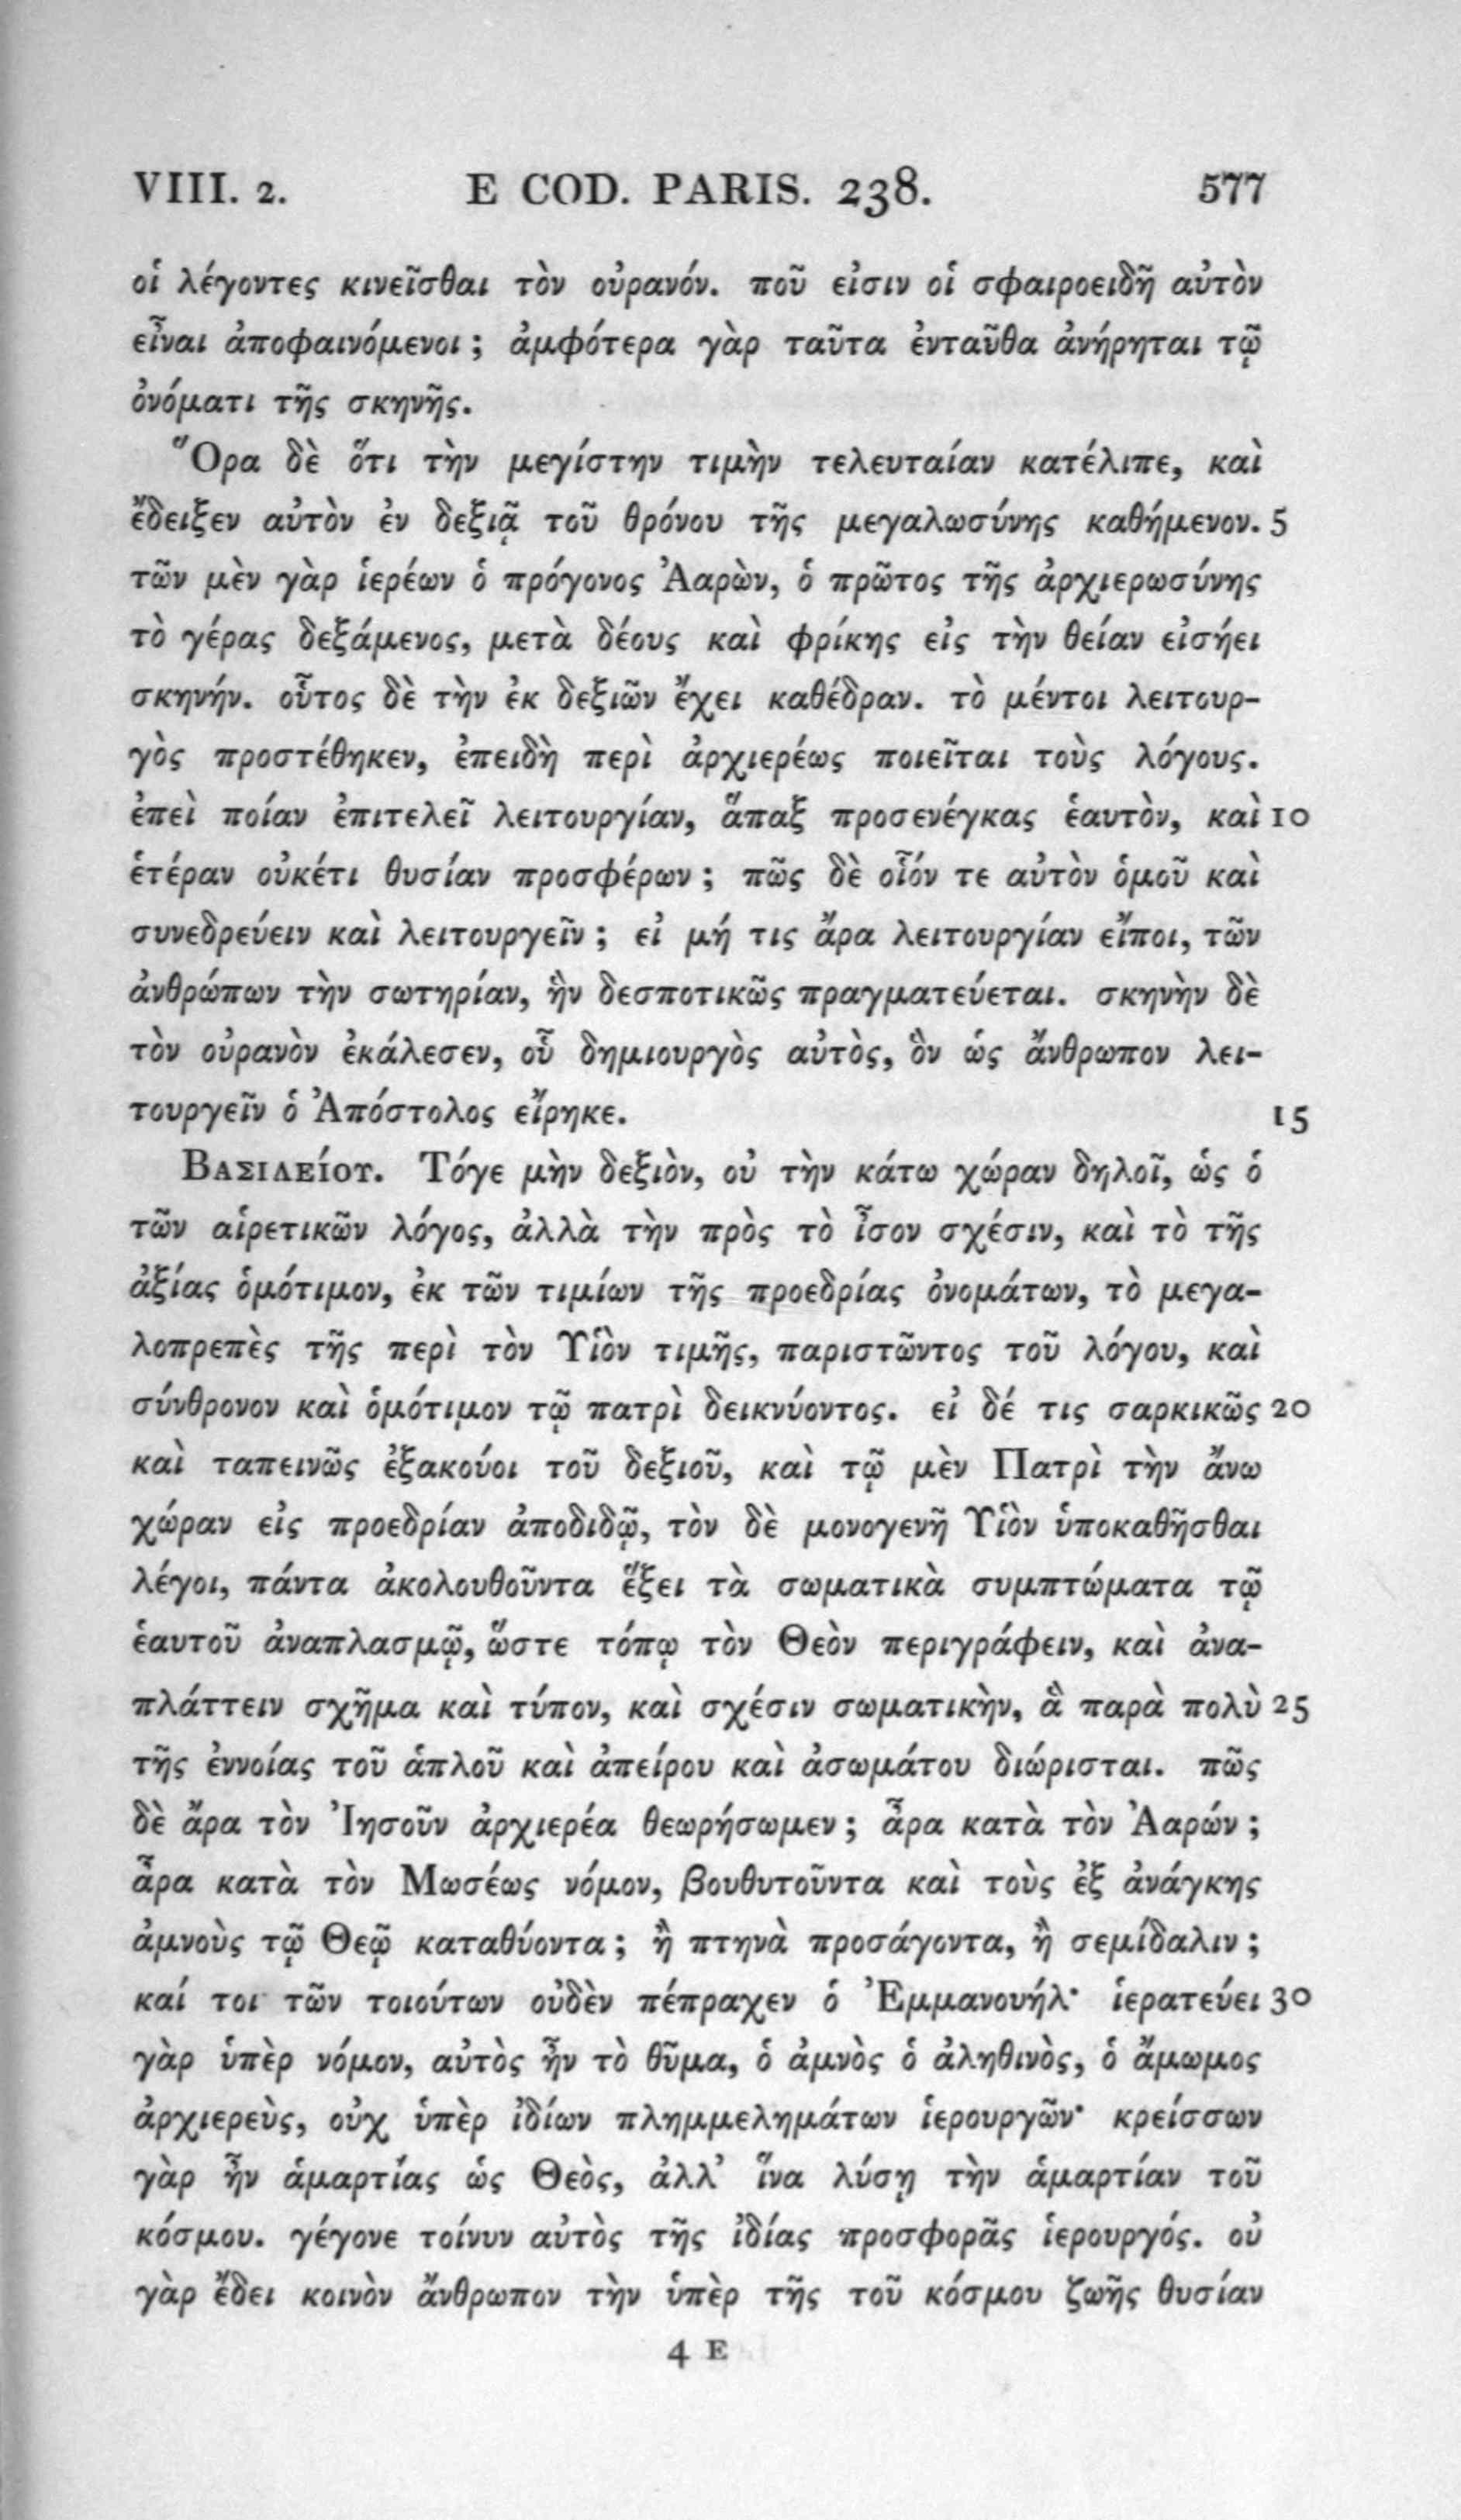 VIII. 2. E COD. PARIS. 238. 577
οἱ λέγοντες κινεῖσθαι τὸν οὐρανόν. ποῦ εἰσιν οἱ σφαιροειδῆ αὐτὸν
εἶναι ἀποφαινόμενοι; ἀμφότερα γὰρ ταῦτα ἐνταῦθα ἀνήρηται τῷ
ὀνόματι τῆς σκηνῆς.
Ὅρα δὲ ὅτι τὴν μεγίστην τιμὴν τελευταίαν κατέλιπε, καὶ
ἔδειξεν αὐτὸν ἐν δεξιᾷ τοῦ θρόνου τῆς μεγαλωσύνης καθήμενον. 5
τῶν μὲν γὰρ ἱερέων ὁ πρόγονος Ἀαρὼν, ὁ πρῶτος τῆς ἀρχιερωσύνης
τὸ γέρας δεξάμενος, μετὰ δέους καὶ φρίκης εἰς τὴν θείαν εἰσήει
σκηνήν. οὗτος δὲ τὴν ἐκ δεξιῶν ἔχει καθέδραν. τὸ μέντοι λειτουρ-
γὸς προστέθηκεν, ἐπειδὴ περὶ ἀρχιερέως ποιεῖται τοὺς λόγους.
ἐπεὶ ποίαν ἐπιτελεῖ λειτουργίαν, ἅπαξ προσενέγκας ἑαυτὸν, καὶ 10
ἑτέραν οὐκέτι θυσίαν προσφέρων; πῶς δὲ οἷόν τε αὐτὸν ὁμοῦ καὶ
συνεδρεύειν καὶ λειτουργεῖν; εἰ μή τις ἄρα λειτουργίαν εἴποι, τῶν
ἀνθρώπων τὴν σωτηρίαν, ἣν δεσποτικῶς πραγματεύεται. σκηνὴν δὲ
τὸν οὐρανὸν ἐκάλεσεν, οὗ δημιουργὸς αὐτὸς, ὃν ὡς ἄνθρωπον λει-
τουργεῖν ὁ Ἀπόστολος εἴρηκε. 15
ΒΑΣΙΛΕίΟΥ. Τόγε μὴν δεξιὸν, οὐ τὴν κάτω χώραν δηλοῖ, ὡς ὁ
τῶν αἱρετικῶν λόγος, ἀλλὰ τὴν πρὸς τὸ ἶσον σχέσιν, καὶ τὸ τῆς
ἀξίας ὁμότιμον, ἐκ τῶν τιμίων τῆς προεδρίας ὀνομάτων, τὸ μεγα-
λοπρεπὲς τῆς περὶ τὸν Υἱὸν τιμῆς, παριστῶντος τοῦ λόγου, καὶ
σύνθρονον καὶ ὁμότιμον τῷ πατρὶ δεικνύοντος. εἰ δέ τις σαρκικῶς 20
καὶ ταπεινῶς ἐξακούοι τοῦ δεξιοῦ, καὶ τῷ μὲν Πατρὶ τὴν ἄνω
χώραν εἰς προεδρίαν ἀποδιδῷ, τὸν δὲ μονογενῆ Υἱὸν ὑποκαθῆσθαι
λέγοι, πάντα ἀκολουθοῦντα ἕξει τὰ σωματικὰ συμπτώματα τῷ
ἑαυτοῦ ἀναπλασμῷ, ὥστε τόπῳ τὸν Θεὸν περιγράφειν, καὶ ἀνα-
πλάττειν σχῆμα καὶ τύπον, καὶ σχέσιν σωματικὴν, ἃ παρὰ πολὺ 25
τῆς ἐννοίας τοῦ ἁπλοῦ καὶ ἀπείρου καὶ ἀσωμάτου διώρισται. πῶς
δὲ ἄρα τὸν Ἰησοῦν ἀρχιερέα θεωρήσωμεν; ἆρα κατὰ τὸν Ἀαρών;
ἆρα κατὰ τὸν Μωσέως νόμον, βουθυτοῦντα καὶ τοὺς ἐξ ἀνάγκης
ἀμνοὺς τῷ Θεῷ καταθύοντα; ἢ πτηνὰ προσάγοντα, ἢ σεμίδαλιν;
καί τοι τῶν τοιούτων οὐδὲν πέπραχεν ὁ Ἐμμανουήλ· ἱερατεύει 30
γὰρ ὑπὲρ νόμον, αὐτὸς ἦν τὸ θῦμα, ὁ ἀμνὸς ὁ ἀληθινὸς, ὁ ἄμωμος
ἀρχιερεὺς, οὐχ ὑπὲρ ἰδίων πλημμελημάτων ἱερουργῶν· κρείσσων
γὰρ ἦν ἁμαρτίας ὡς Θεὸς, ἀλλ' ἵνα λύσῃ τὴν ἁμαρτίαν τοῦ
κόσμου. γέγονε τοίνυν αὐτὸς τῆς ἰδίας προσφορᾶς ἱερουργός. οὐ
γὰρ ἔδει κοινὸν ἄνθρωπον τὴν ὑπὲρ τῆς τοῦ κόσμου ζωῆς θυσίαν
4 E